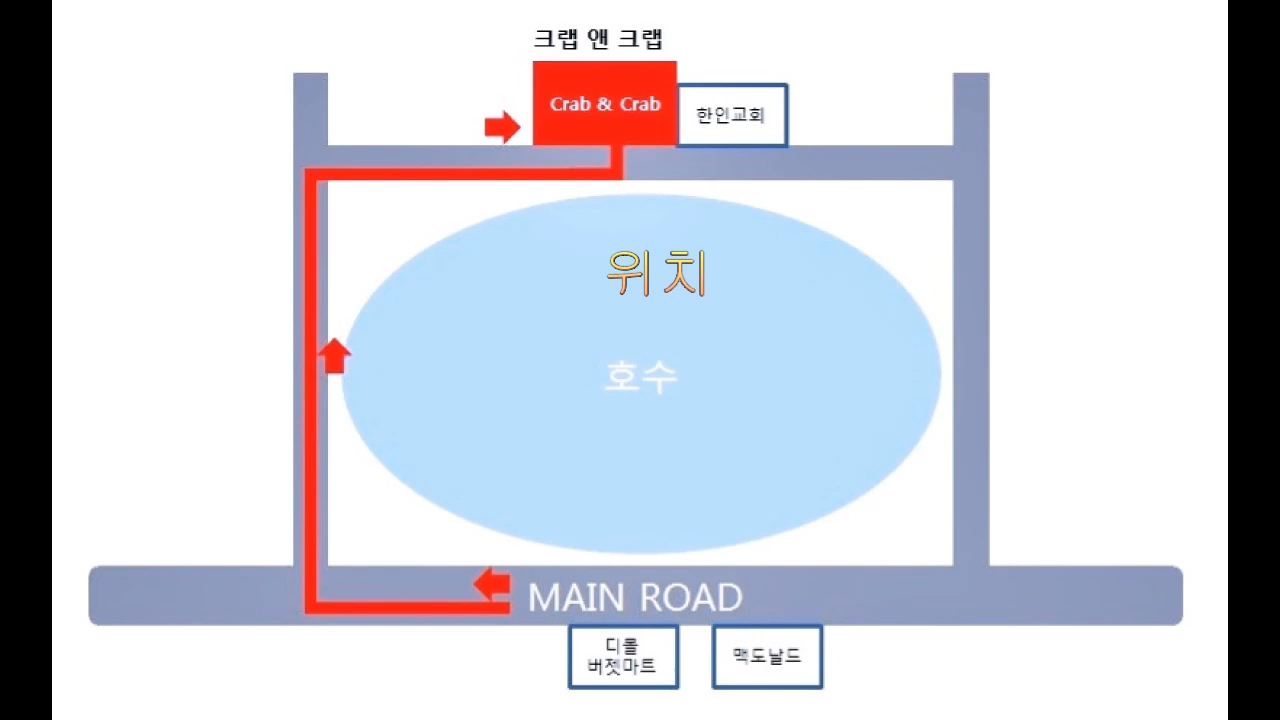 크랩 앤 크랩
Crab & Crab
한인교회
위치
호수
MAIN ROAD
디몰
버젯마트
맥도날드